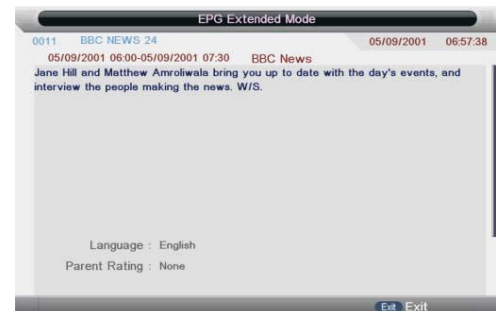 EPG Extended Mode
0011 BBC NEWS 24 05/09/2001 06:57:38
05/09/2001 06:00-05/09/2001 07:30 BBC News
Jane Hill and Matthew Amroliwala bring you up to date with the day's events, and
interview the people making the news. W/S.
Language : English
Parent Rating : None
Exit Exit